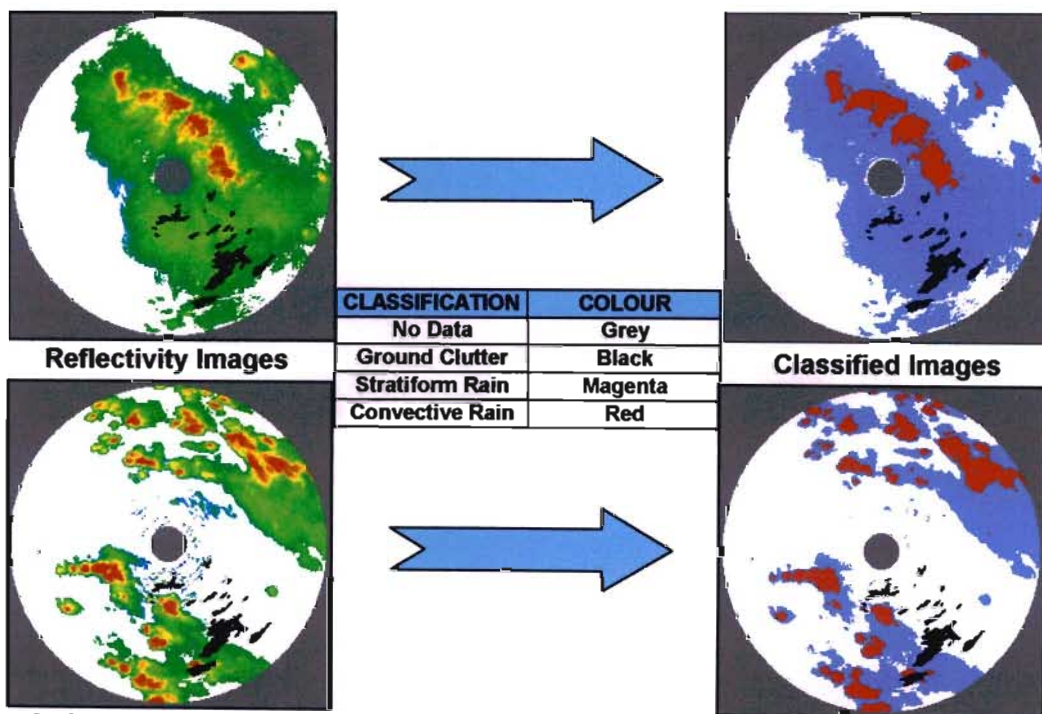 CLASSIFICATION COLOUR
No Data Grey
Ground Clutter Black
Stratiform Rain Magenta
Convective Rain Red
Reflectivity Images
Classified Images